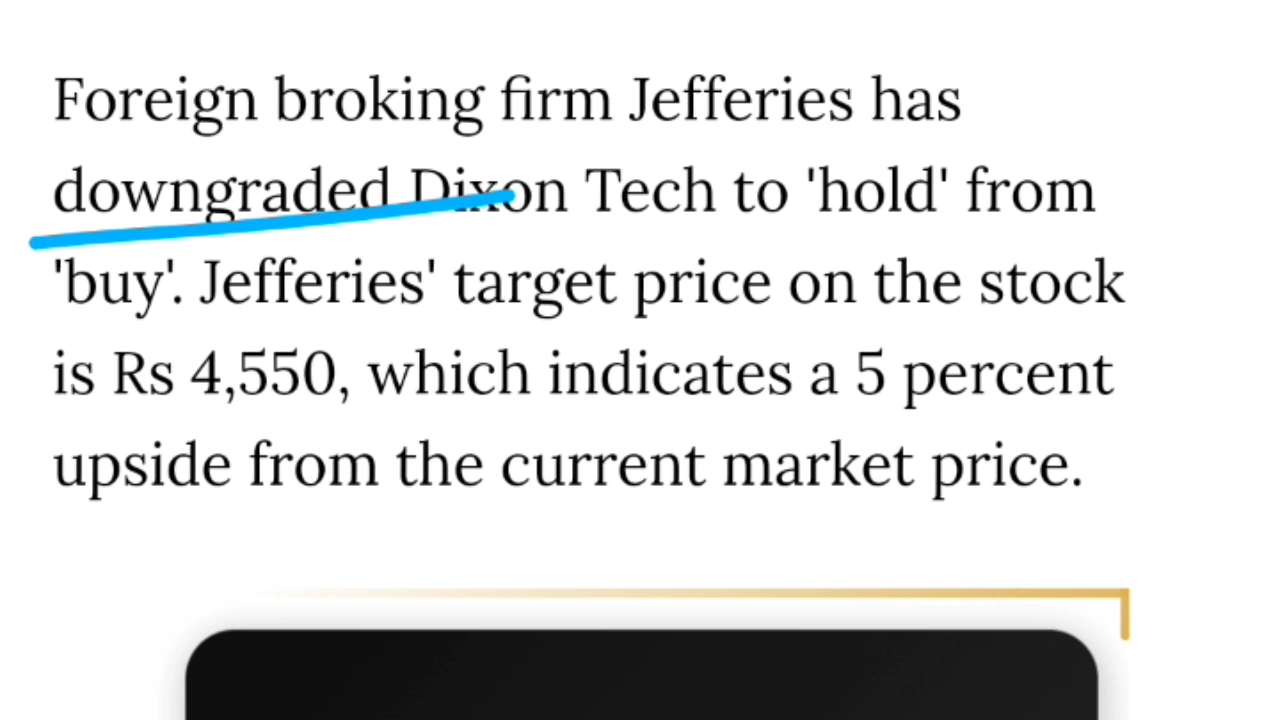 Foreign broking firm Jefferies has
downgraded Dixon Tech to 'hold' from
'buy'. Jefferies' target price on the stock
is Rs 4,550, which indicates a 5 percent
upside from the current market price.